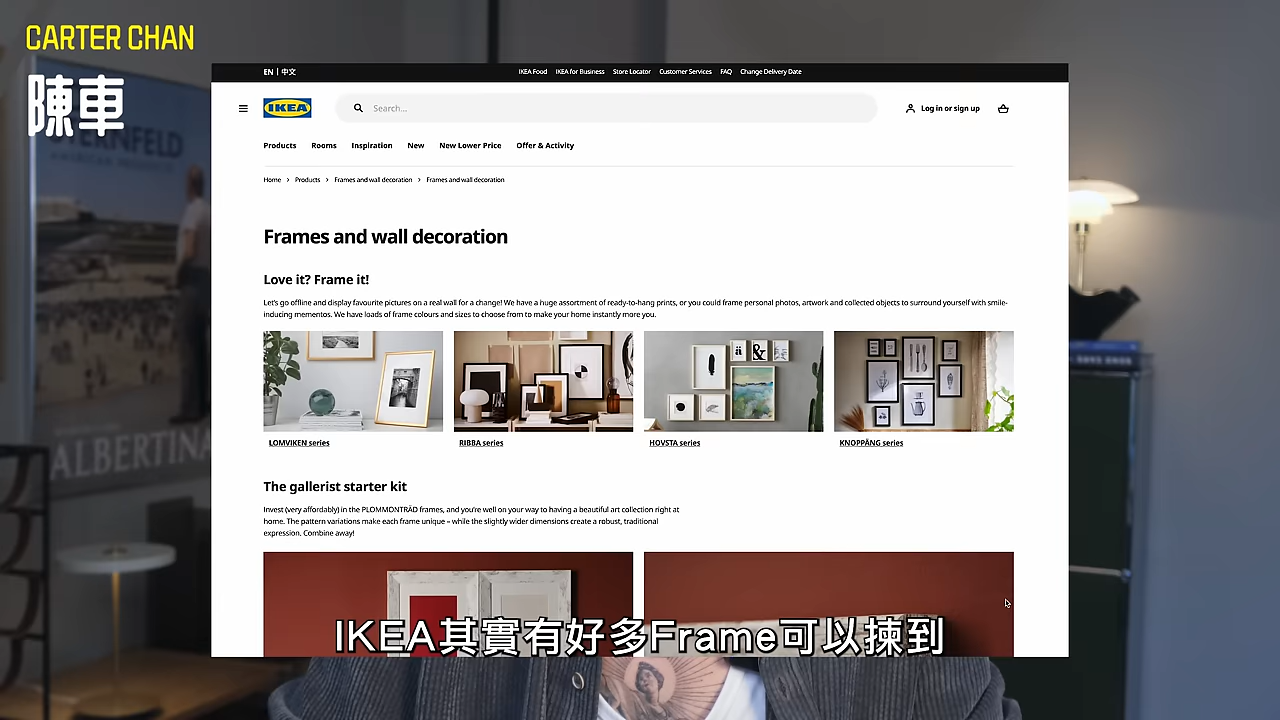 CARTER CHAN
陳車
EN | 中文
IKEA Food IKEA for Business Store Locator Customer Services FAQ Change Delivery Date
IKEA
Search...
Log in or sign up
Products Rooms Inspiration New New Lower Price Offer & Activity
Home > Products > Frames and wall decoration > Frames and wall decoration
Frames and wall decoration
Love it? Frame it!
Let's go offline and display favourite pictures on a real wall for a change! We have a huge assortment of ready-to-hang prints, or you could frame personal photos, artwork and collected objects to surround yourself with smile-
inducing mementos. We have loads of frame colours and sizes to choose from to make your home instantly more you.
LOMVIKEN series
RIBBA series
HOVSTA series
KNOPPÄNG series
The gallerist starter kit
Invest (very affordably) in the PLOMMONTRÄD frames, and you're well on your way to having a beautiful art collection right at
home. The pattern variations make each frame unique – while the slightly wider dimensions create a robust, traditional
expression. Combine away!
ALBERTINA
IKEA其實有好多Frame可以揀到